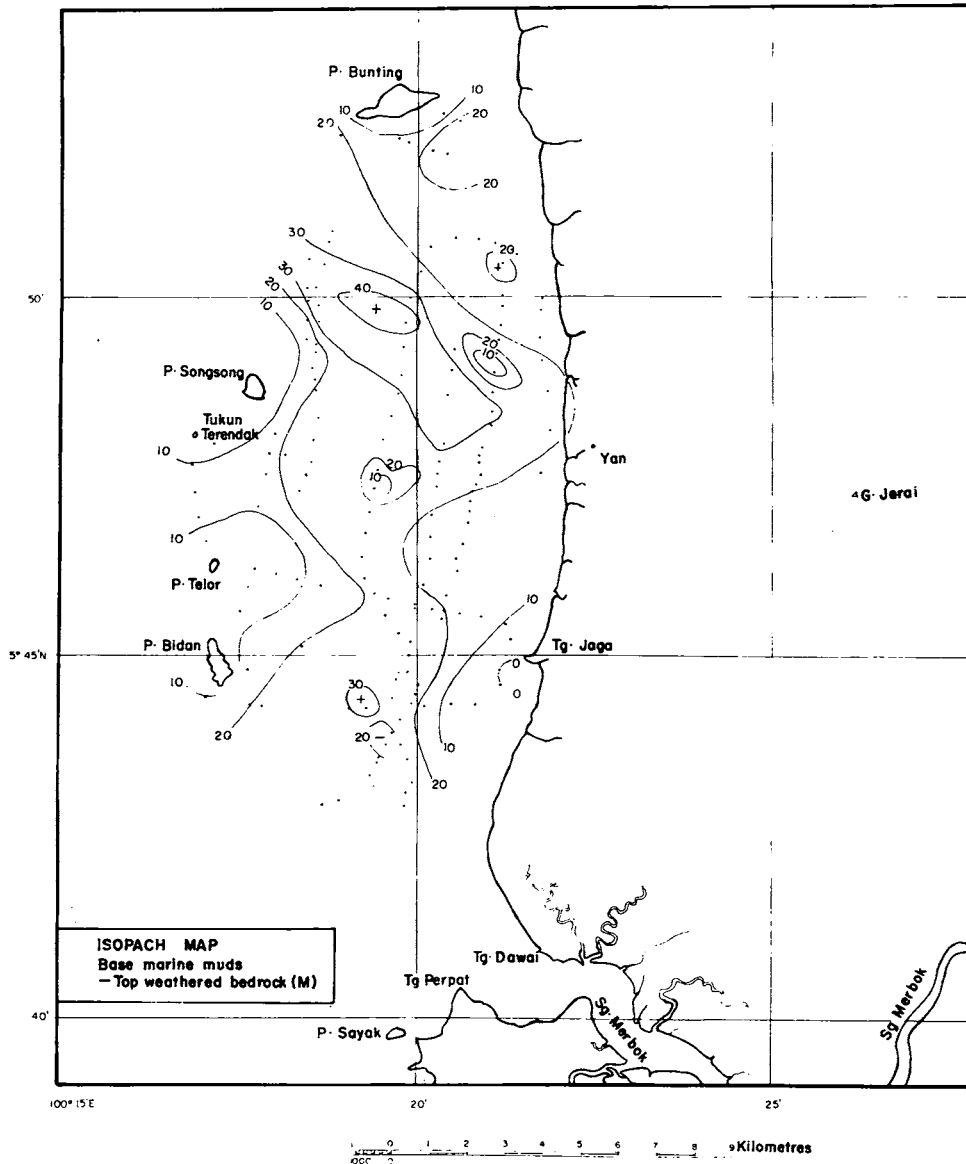 P. Bunting
10
10
20
20
20
30
20
30
20
10
40
50'
20
10
P. Songsong
Tukun
Terendak
10
Yan
20
10
G. Jerai
10
P. Telor
10
P. Bidan
Tg. Jaga
5° 45'N
0
10
30
0
20
20
10
20
ISOPACH MAP
Base marine muds
— Top weathered bedrock (M)
Tg. Dawai
Tg Perpat
Sg. Merbok
Sg Merbok
40'
P. Sayak
100° 15'E
20'
25'
1 0 1 2 3 4 5 6 7 8 9 Kilometres